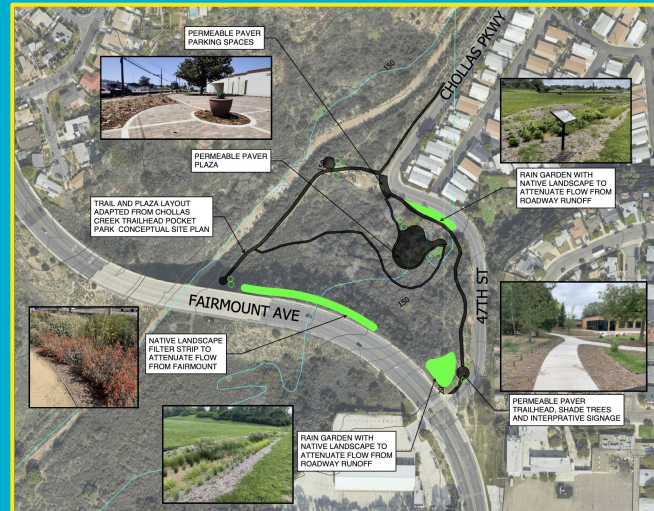 PERMEABLE PAVER
PARKING SPACES
CHOLLAS PKWY
150
PERMEABLE PAVER
PLAZA
RAIN GARDEN WITH
NATIVE LANDSCAPE TO
ATTENUATE FLOW FROM
ROADWAY RUNOFF
TRAIL AND PLAZA LAYOUT
ADAPTED FROM CHOLLAS
CREEK TRAILHEAD POCKET
PARK CONCEPTUAL SITE PLAN
150
FAIRMOUNT AVE
47TH ST
NATIVE LANDSCAPE
FILTER STRIP TO
ATTENUATE FLOW
FROM FAIRMOUNT
PERMEABLE PAVER
TRAILHEAD, SHADE TREES
AND INTERPRATIVE SIGNAGE
RAIN GARDEN WITH
NATIVE LANDSCAPE TO
ATTENUATE FLOW FROM
ROADWAY RUNOFF